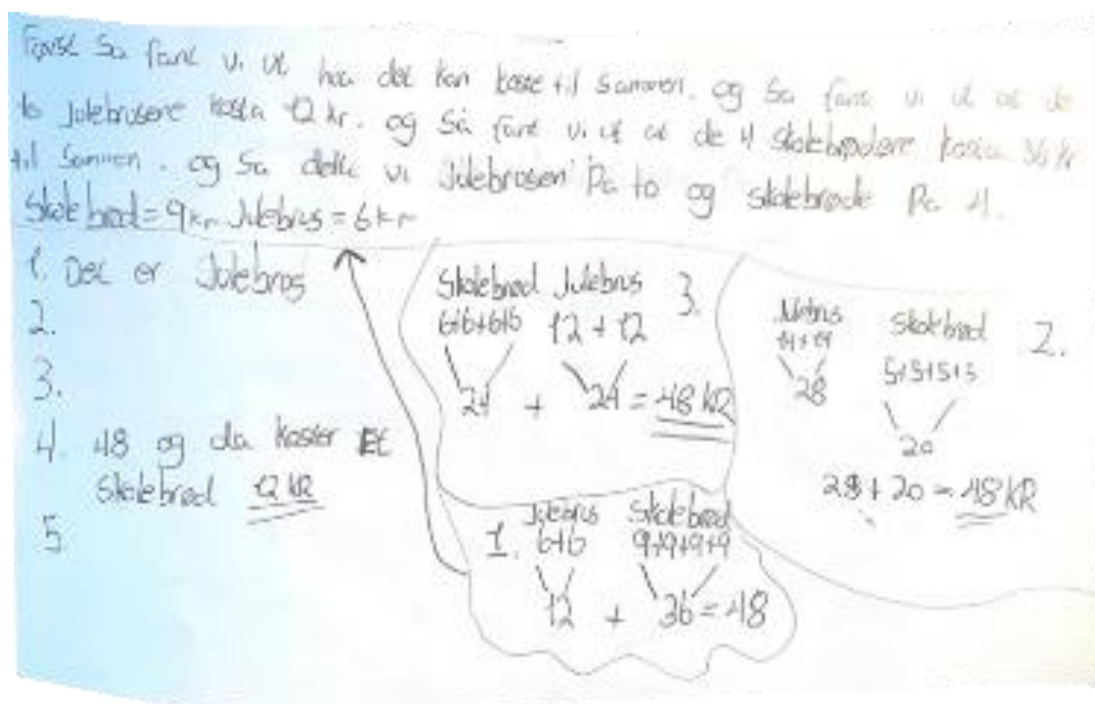 Først så fant vi ut hva det kan koste til sammen. og så fant vi ut at de
to Julebrusene kosta 12 kr. og så fant vi ut at de 4 skolebrødene kosta 36 kr
til sammen. og så delte vi Julebrusen På to og skolebrøde På 4.
Skolebrød = 9 kr Julebrus = 6 kr
1. Det er Julebrus
2.
3.
4. 48 og da koster Et
Skolebrød 12 kR
5
Skolebrød Julebrus 3.
6+6+6+6 12 + 12
24 + 24 = 48 kR
Julebrus Skolebrød 2.
14+14 5+5+5+5
28
20
28 + 20 = 48 kR
Julebrus Skolebrød
1. 6+6 9+9+9+9
12 + 36 = 48